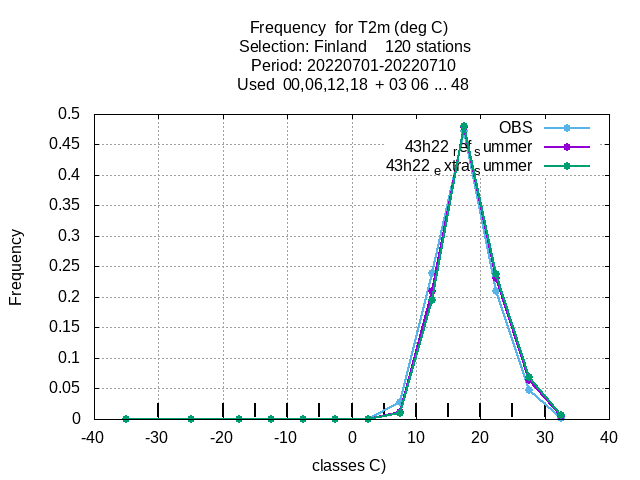 Frequency for T2m (deg C)
Selection: Finland 120 stations
Period: 20220701-20220710
Used 00,06,12,18 + 03 06 ... 48
0.5
0.45
0.4
0.35
0.3
0.25
0.2
0.15
0.1
0.05
0
Frequency
OBS
43h22 ref summer
43h22 extra summer
-40 -30 -20 -10 0 10 20 30 40
classes C)